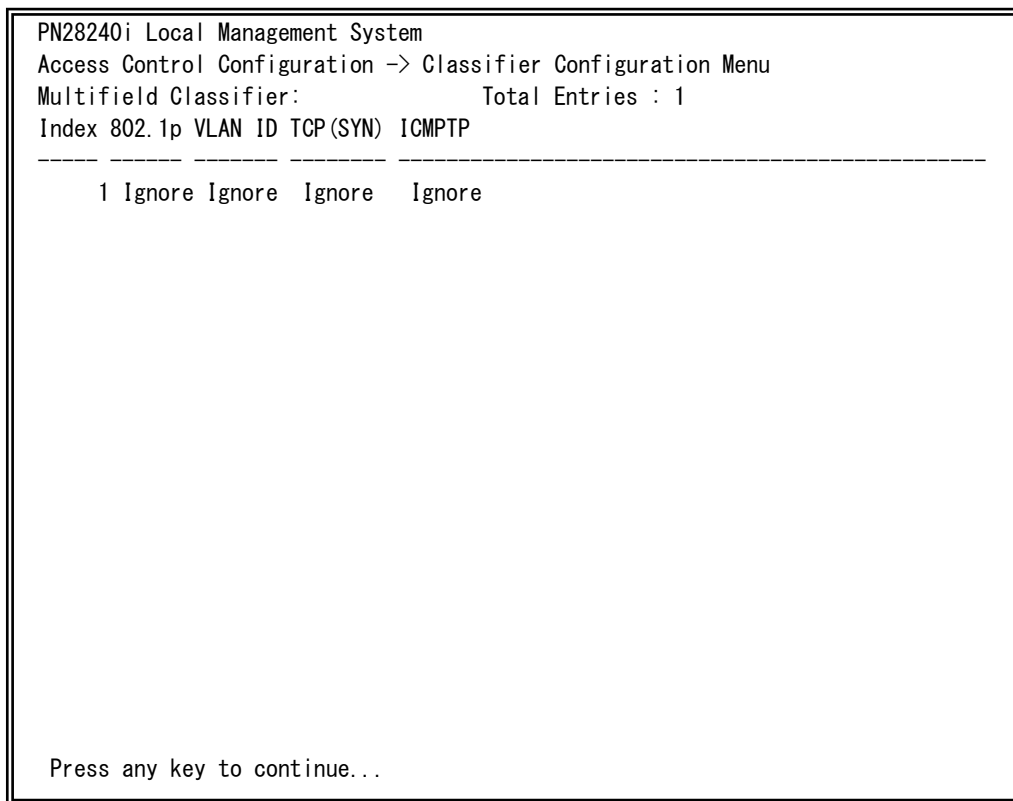 PN28240i Local Management System
Access Control Configuration -> Classifier Configuration Menu
Multifield Classifier:                Total Entries : 1
Index 802.1p VLAN ID TCP(SYN) ICMPTP
----- ------ ------- -------- -------------------------------------------------
    1 Ignore Ignore  Ignore   Ignore
Press any key to continue...